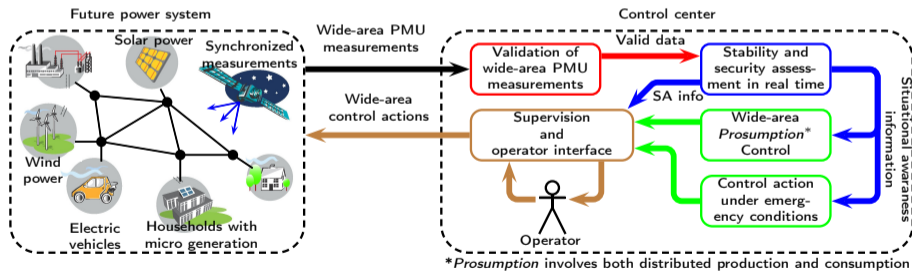 Future power system
Solar power
Synchronized
measurements
Wind
power
Electric
vehicles
Households with
micro generation
Wide-area PMU
measurements
Wide-area
control actions
Control center
Validation of
wide-area PMU
measurements
Valid data
Stability and
security assess-
ment in real time
SA info
Supervision
and
operator interface
Wide-area
Prosumption*
Control
Control action
under emerg-
ency conditions
Situational awareness
information
Operator
*Prosumption involves both distributed production and consumption